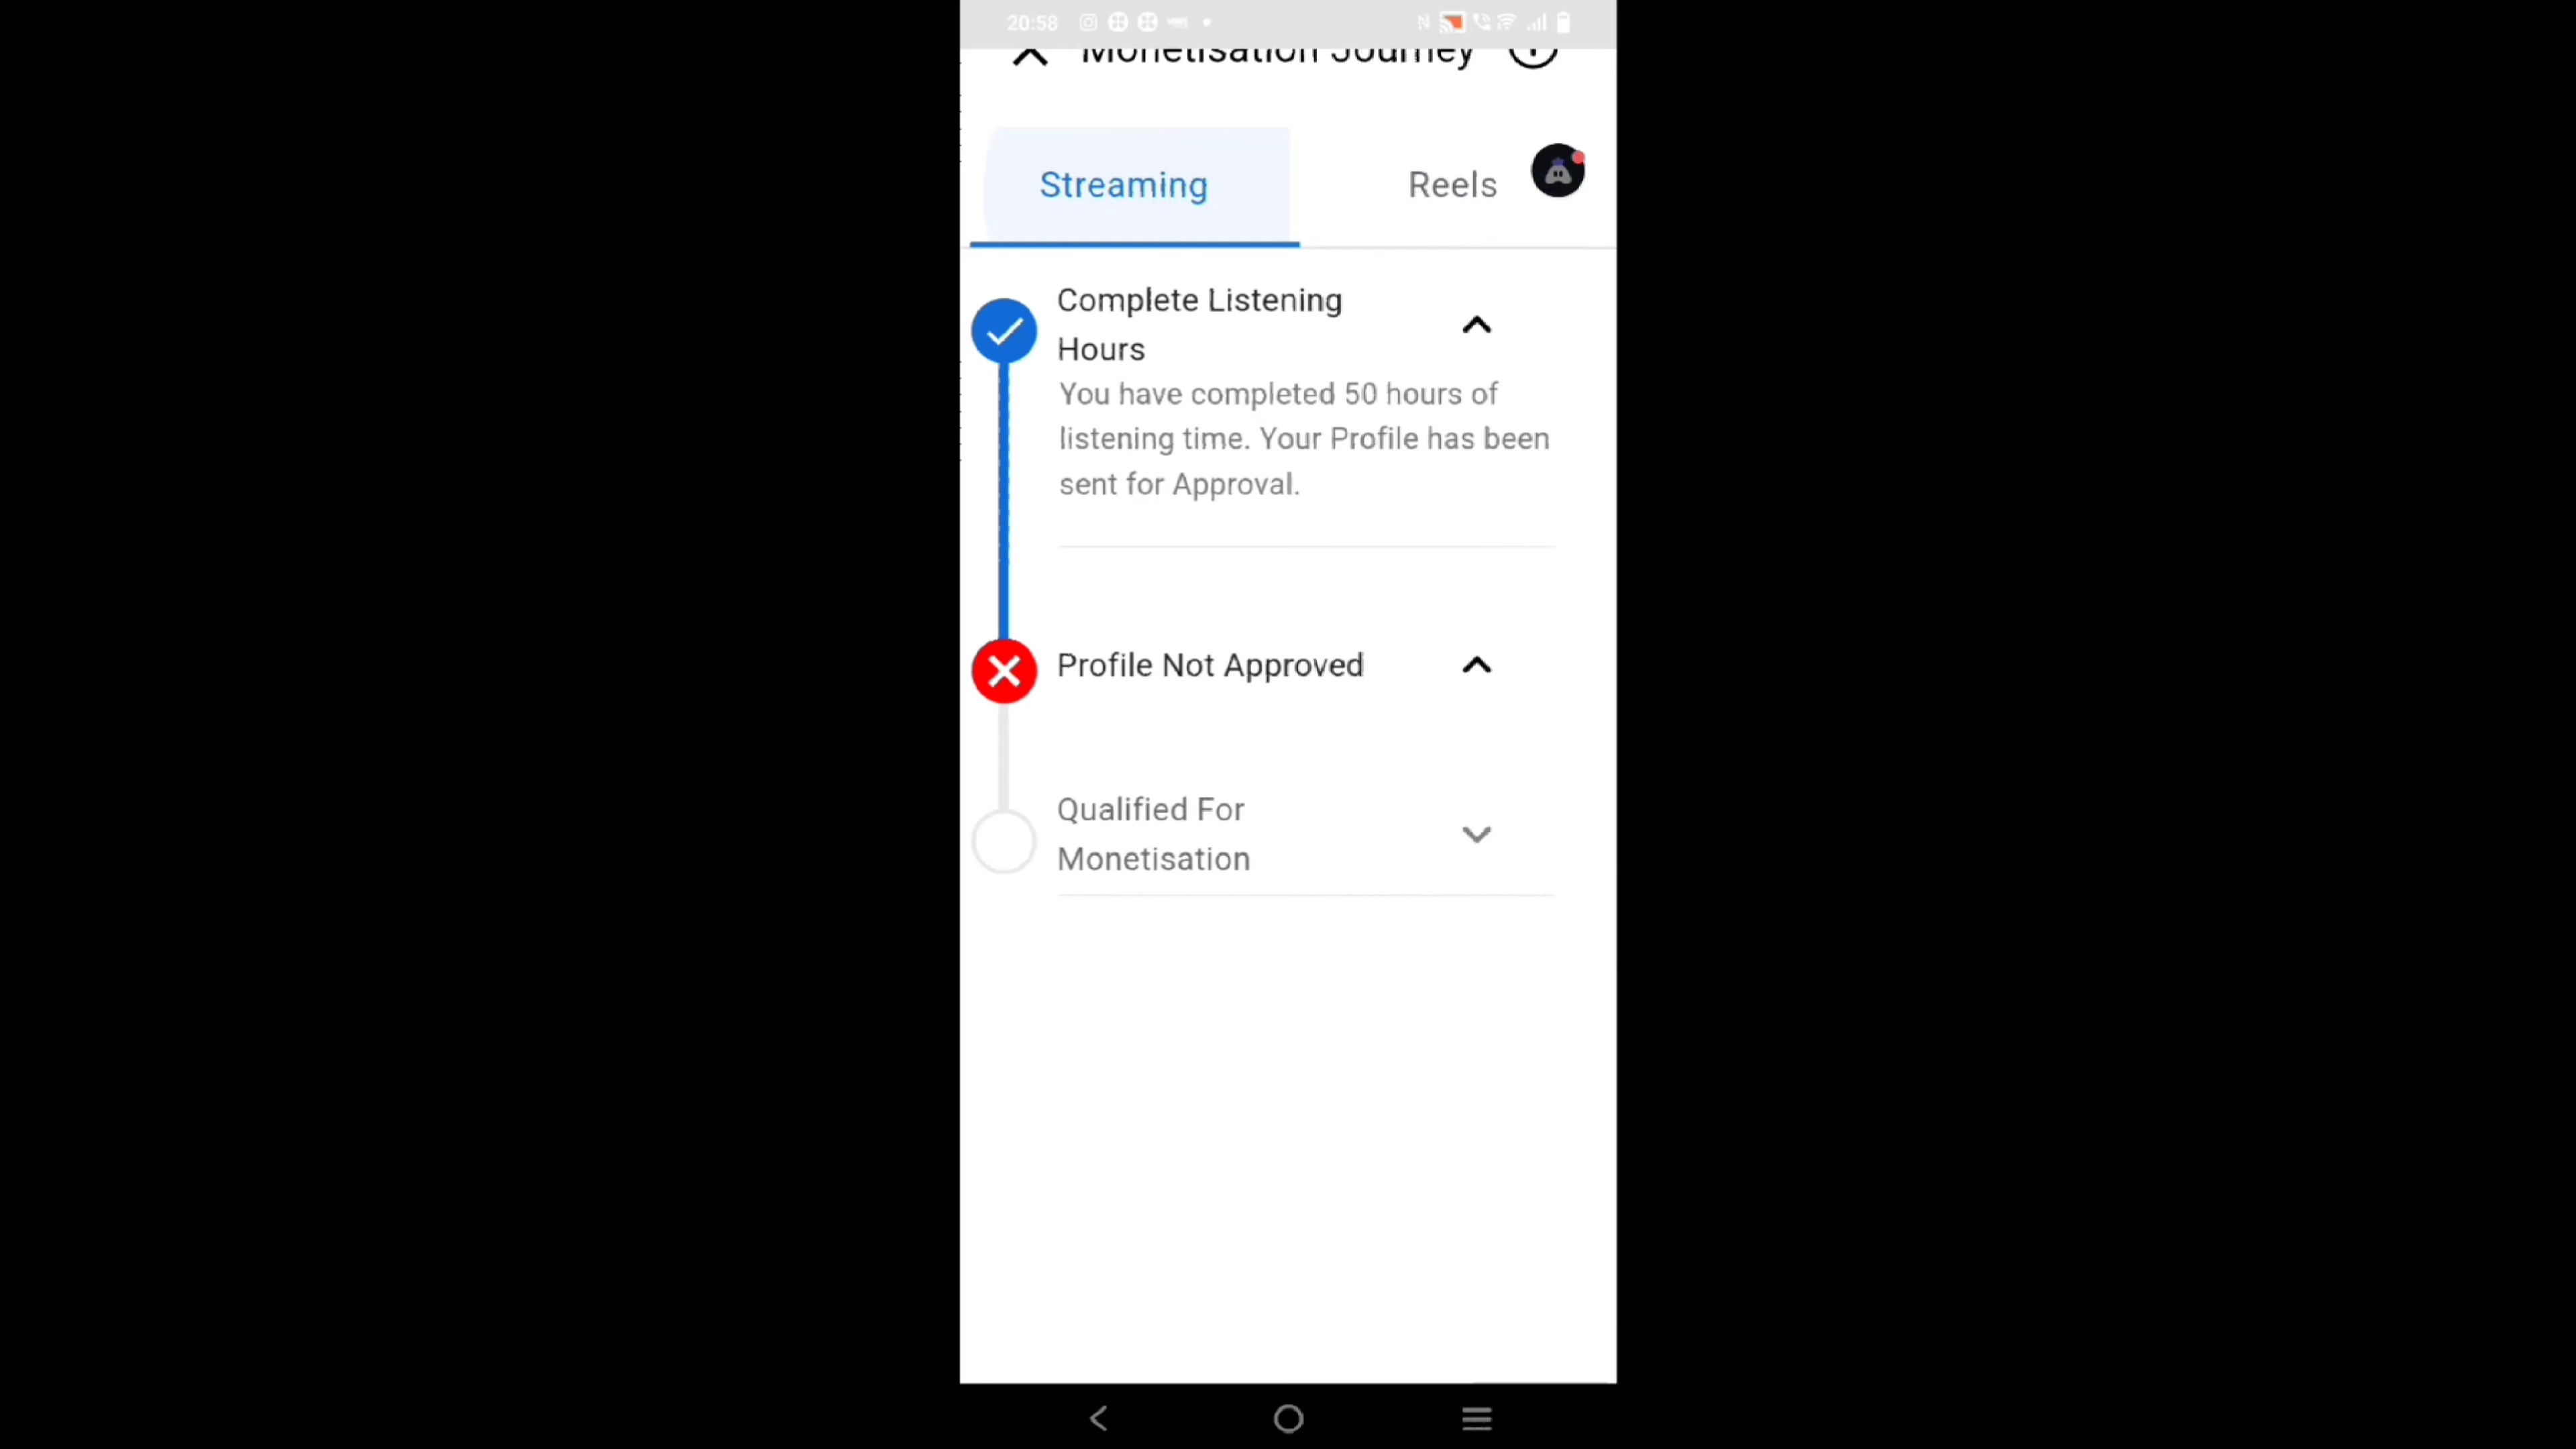 20:58
Monetisation Journey
Streaming
Reels
Complete Listening
Hours
You have completed 50 hours of
listening time. Your Profile has been
sent for Approval.
Profile Not Approved
Qualified For
Monetisation